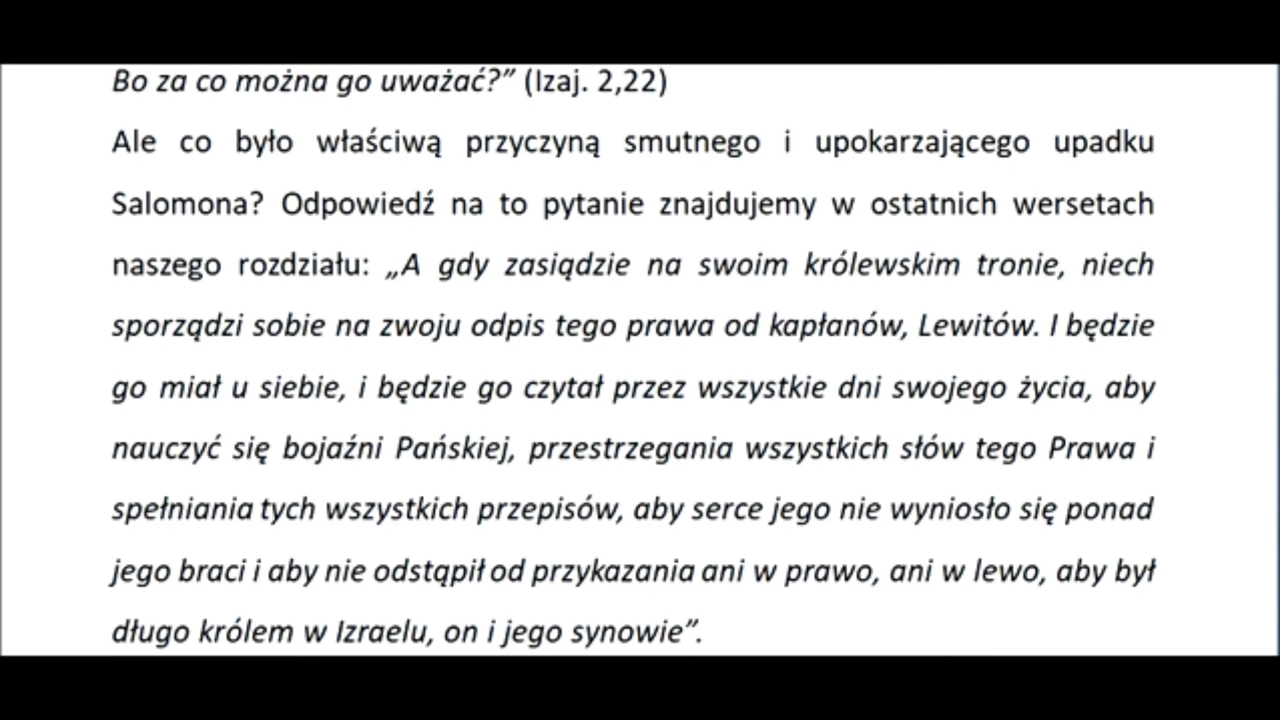 Bo za co można go uważać?” (Izaj. 2,22)
Ale co było właściwą przyczyną smutnego i upokarzającego upadku
Salomona? Odpowiedź na to pytanie znajdujemy w ostatnich wersetach
naszego rozdziału: „A gdy zasiądzie na swoim królewskim tronie, niech
sporządzi sobie na zwoju odpis tego prawa od kapłanów, Lewitów. I będzie
go miał u siebie, i będzie go czytał przez wszystkie dni swojego życia, aby
nauczyć się bojaźni Pańskiej, przestrzegania wszystkich słów tego Prawa i
spełniania tych wszystkich przepisów, aby serce jego nie wyniosło się ponad
jego braci i aby nie odstąpił od przykazania ani w prawo, ani w lewo, aby był
długo królem w Izraelu, on i jego synowie”.